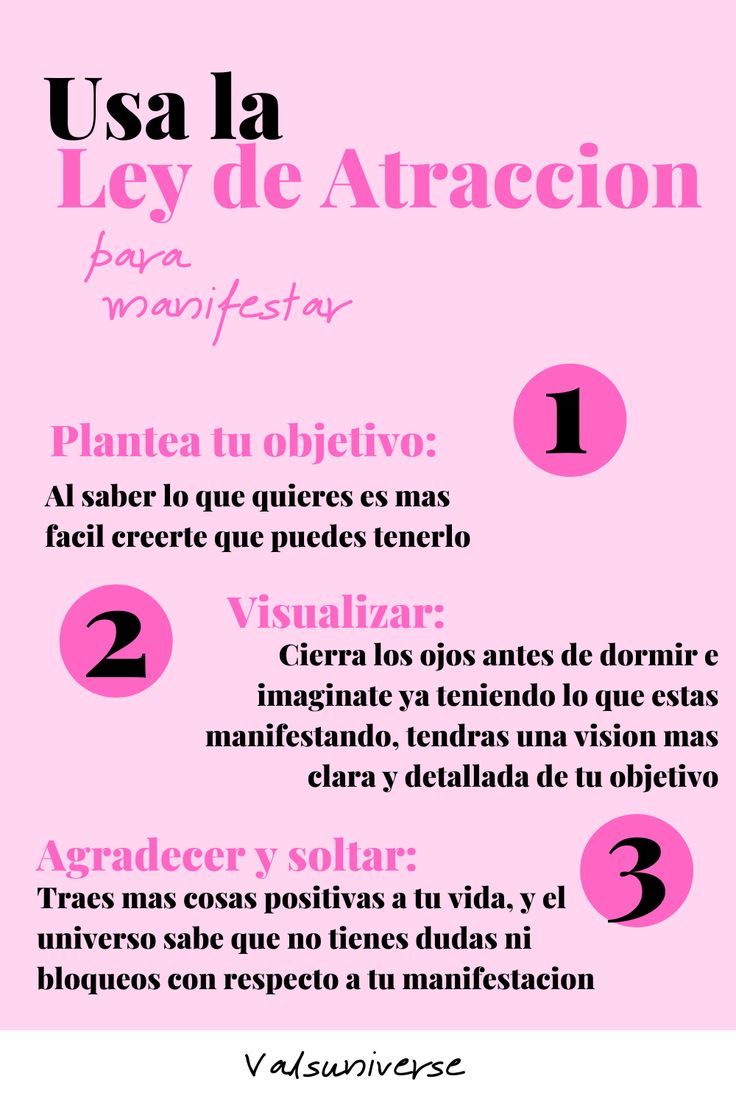 Usa la
Ley de Atraccion
para
manifestar
1
Plantea tu objetivo:
Al saber lo que quieres es mas
facil creerte que puedes tenerlo
2
Visualizar:
Cierra los ojos antes de dormir e
imaginate ya teniendo lo que estas
manifestando, tendras una vision mas
clara y detallada de tu objetivo
3
Agradecer y soltar:
Traes mas cosas positivas a tu vida, y el
universo sabe que no tienes dudas ni
bloqueos con respecto a tu manifestacion
Valsuniverse